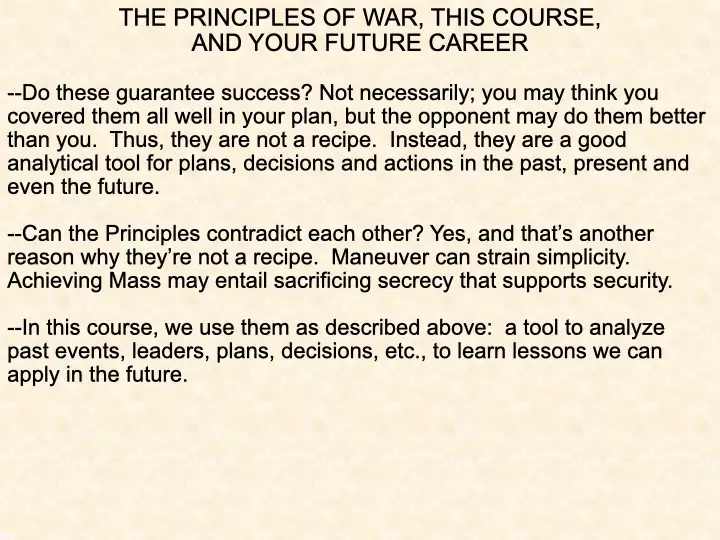 THE PRINCIPLES OF WAR, THIS COURSE,
AND YOUR FUTURE CAREER
--Do these guarantee success? Not necessarily; you may think you
covered them all well in your plan, but the opponent may do them better
than you.  Thus, they are not a recipe.  Instead, they are a good
analytical tool for plans, decisions and actions in the past, present and
even the future.
--Can the Principles contradict each other? Yes, and that’s another
reason why they’re not a recipe.  Maneuver can strain simplicity.
Achieving Mass may entail sacrificing secrecy that supports security.
--In this course, we use them as described above:  a tool to analyze
past events, leaders, plans, decisions, etc., to learn lessons we can
apply in the future.